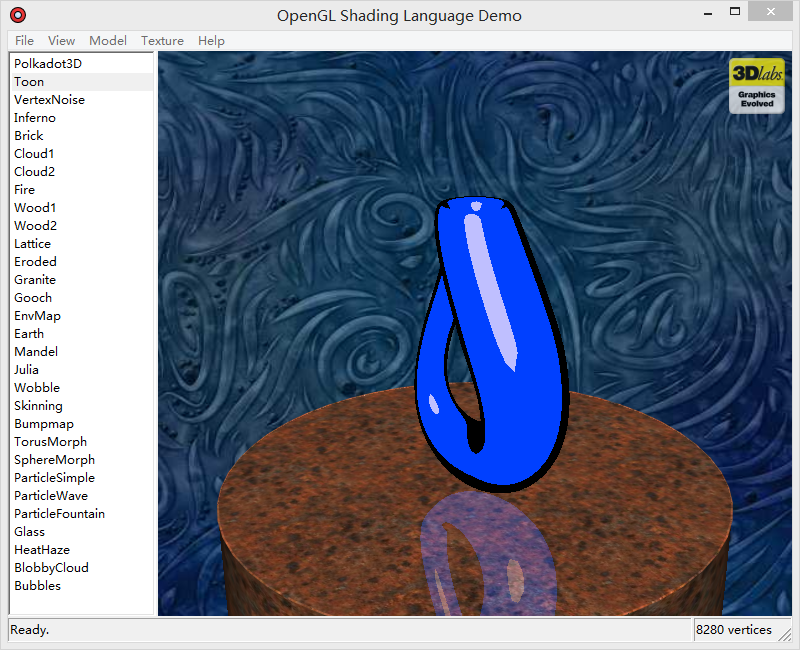 OpenGL Shading Language Demo
File View Model Texture Help
Polkadot3D
Toon
VertexNoise
Inferno
Brick
Cloud1
Cloud2
Fire
Wood1
Wood2
Lattice
Eroded
Granite
Gooch
EnvMap
Earth
Mandel
Julia
Wobble
Skinning
Bumpmap
TorusMorph
SphereMorph
ParticleSimple
ParticleWave
ParticleFountain
Glass
HeatHaze
BlobbyCloud
Bubbles
3Dlabs.
Graphics
Evolved
Ready.
8280 vertices